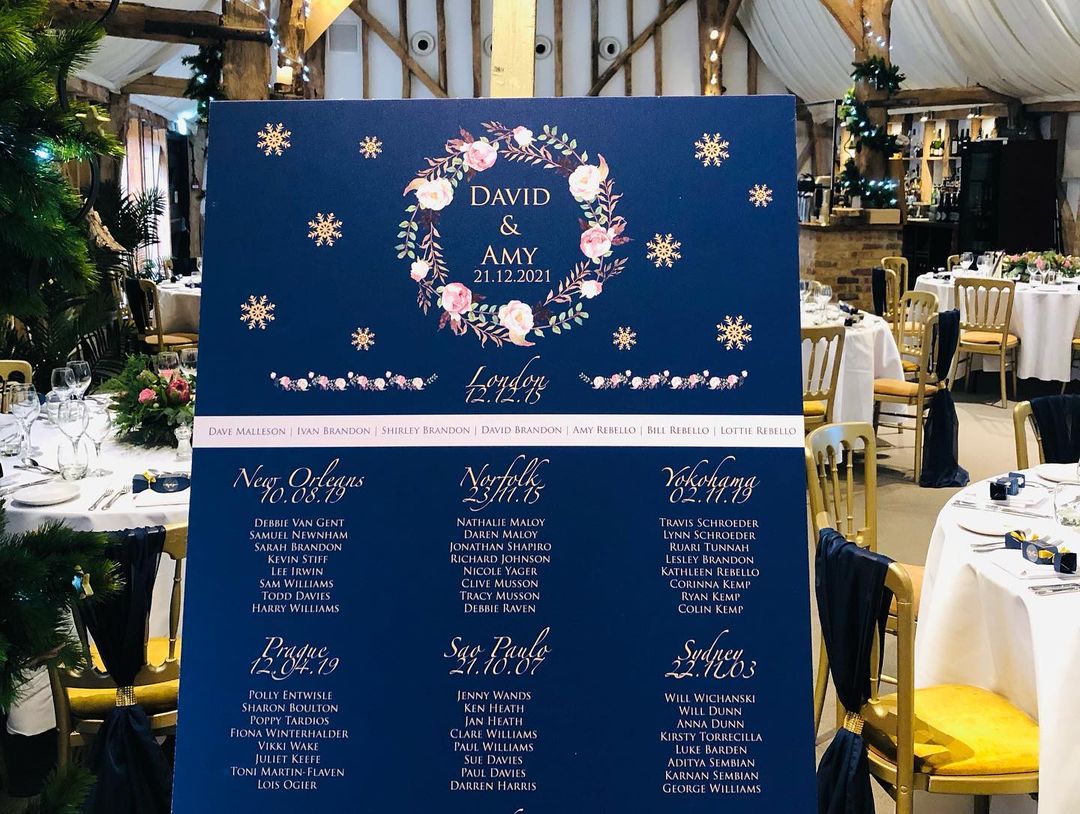 DAVID
&
AMY
21.12.2021
London
12.12.15
DAVE MALLESON | IVAN BRANDON | SHIRLEY BRANDON | DAVID BRANDON | AMY REBELLO | BILL REBELLO | LOTTIE REBELLO
New Orleans
10.08.19
DEBBIE VAN GENT
SAMUEL NEWNHAM
SARAH BRANDON
KEVIN STIFF
LEE IRWIN
SAM WILLIAMS
TODD DAVIES
HARRY WILLIAMS
Norfolk
23.11.15
NATHALIE MALOY
DAREN MALOY
JONATHAN SHAPIRO
RICHARD JOHNSON
NICOLE YAGER
CLIVE MUSSON
TRACY MUSSON
DEBBIE RAVEN
Yokohama
02.11.19
TRAVIS SCHROEDER
LYNN SCHROEDER
RUARI TUNNAH
LESLEY BRANDON
KATHLEEN REBELLO
CORINNA KEMP
RYAN KEMP
COLIN KEMP
Prague
12.04.19
POLLY ENTWISLE
SHARON BOULTON
POPPY TARDIOS
FIONA WINTERHALDER
VIKKI WAKE
JULIET KEEFE
TONI MARTIN-FLAVEN
LOIS OGIER
Sao Paulo
21.10.07
JENNY WANDS
KEN HEATH
JAN HEATH
CLARE WILLIAMS
PAUL WILLIAMS
SUE DAVIES
PAUL DAVIES
DARREN HARRIS
Sydney
22.11.03
WILL WICHANSKI
WILL DUNN
ANNA DUNN
KIRSTY TORRECILLA
LUKE BARDEN
ADITYA SEMBIAN
KARNAN SEMBIAN
GEORGE WILLIAMS